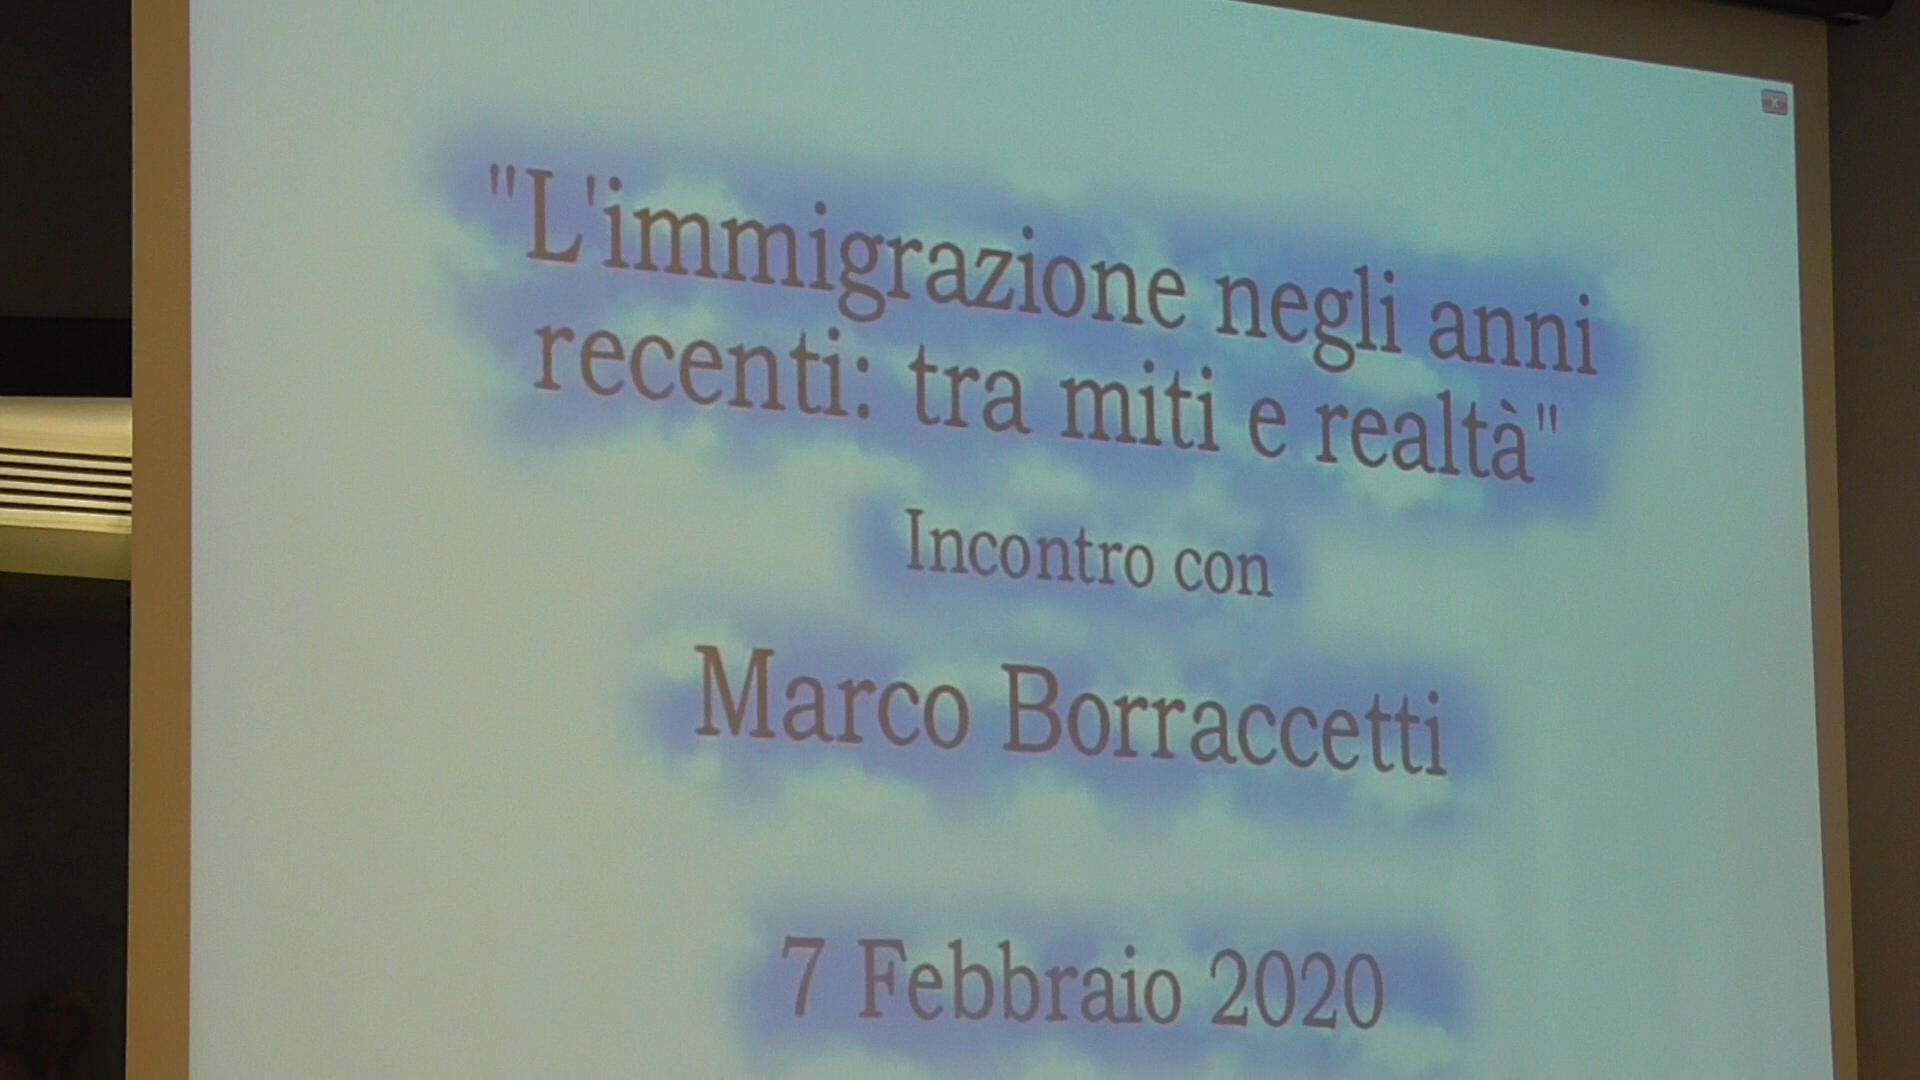 "L'immigrazione negli anni
recenti: tra miti e realtà"
Incontro con
Marco Borraccetti
7 Febbraio 2020